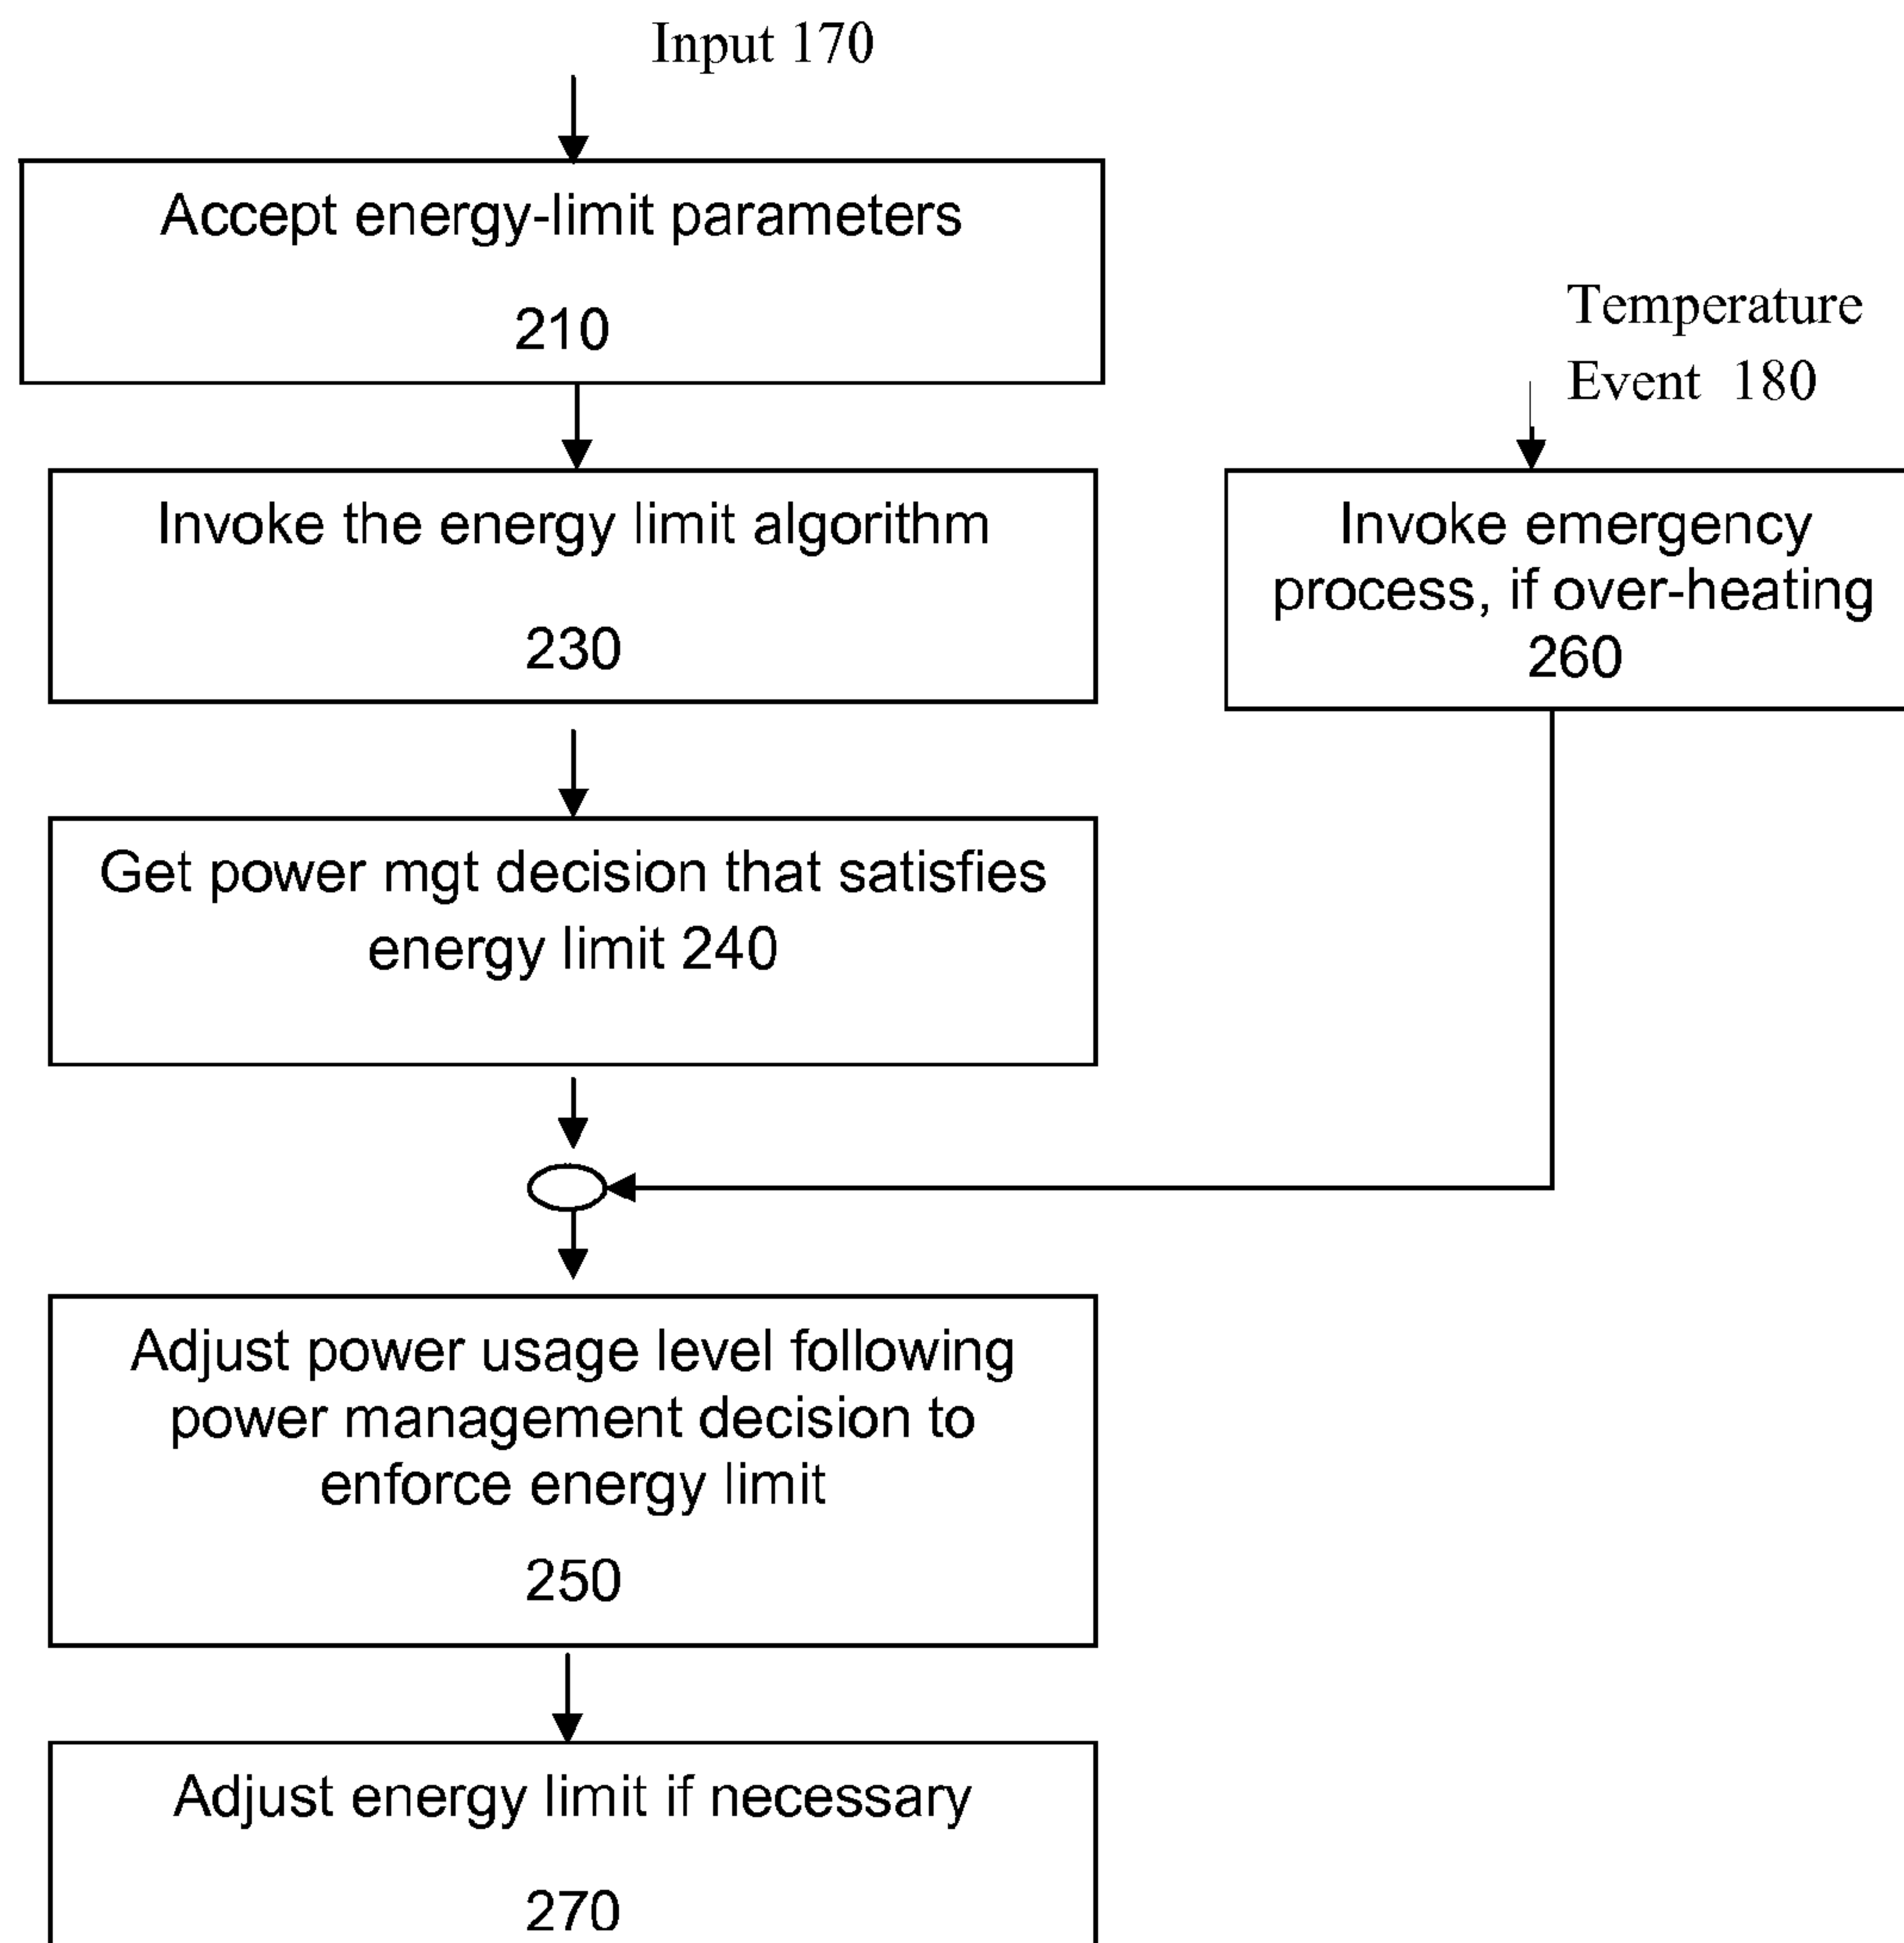 Input 170
Accept energy-limit parameters
210
Temperature
Event 180
Invoke the energy limit algorithm
230
Invoke emergency
process, if over-heating
260
Get power mgt decision that satisfies
energy limit 240
Adjust power usage level following
power management decision to
enforce energy limit
250
Adjust energy limit if necessary
270